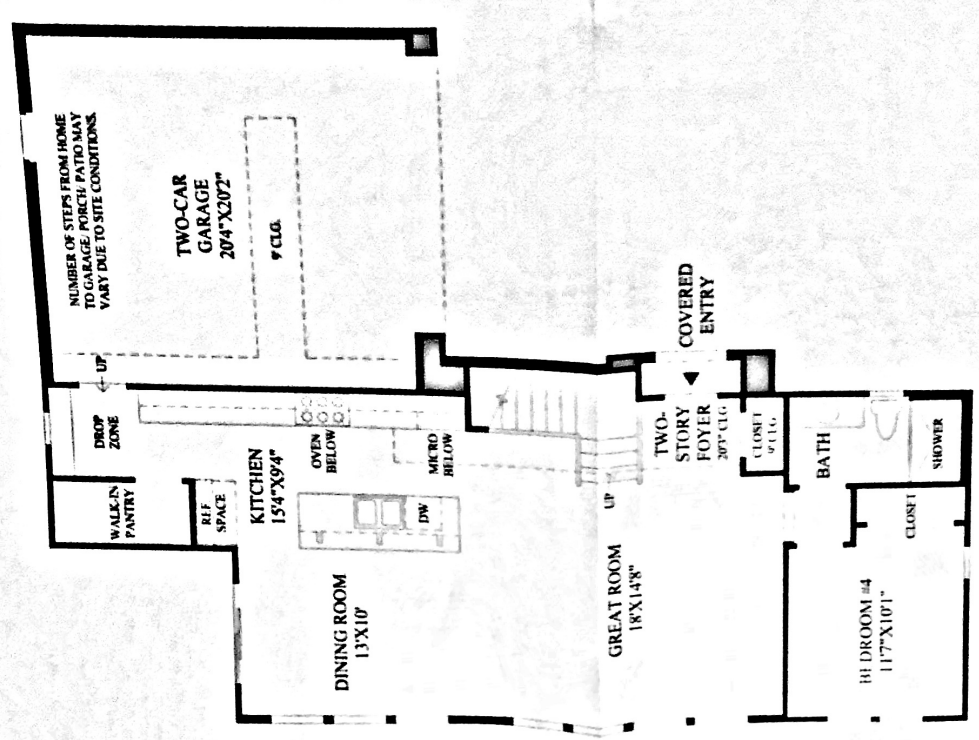 NUMBER OF STEPS FROM HOME
TO GARAGE/ PORCH/ PATIO MAY
VARY DUE TO SITE CONDITIONS.
TWO-CAR
GARAGE
20'4"X20'2"
9' CLG.
UP
DROP
ZONE
WALK-IN
PANTRY
REF
SPACE
KITCHEN
15'4"X9'4"
OVEN
BELOW
MICRO
BELOW
DW
DINING ROOM
13'X10'
GREAT ROOM
18'X14'8"
UP
TWO-
STORY
FOYER
20'1" CLG
COVERED
ENTRY
CLOSET
9' CLG
BATH
SHOWER
CLOSET
BEDROOM #4
11'7"X10'1"